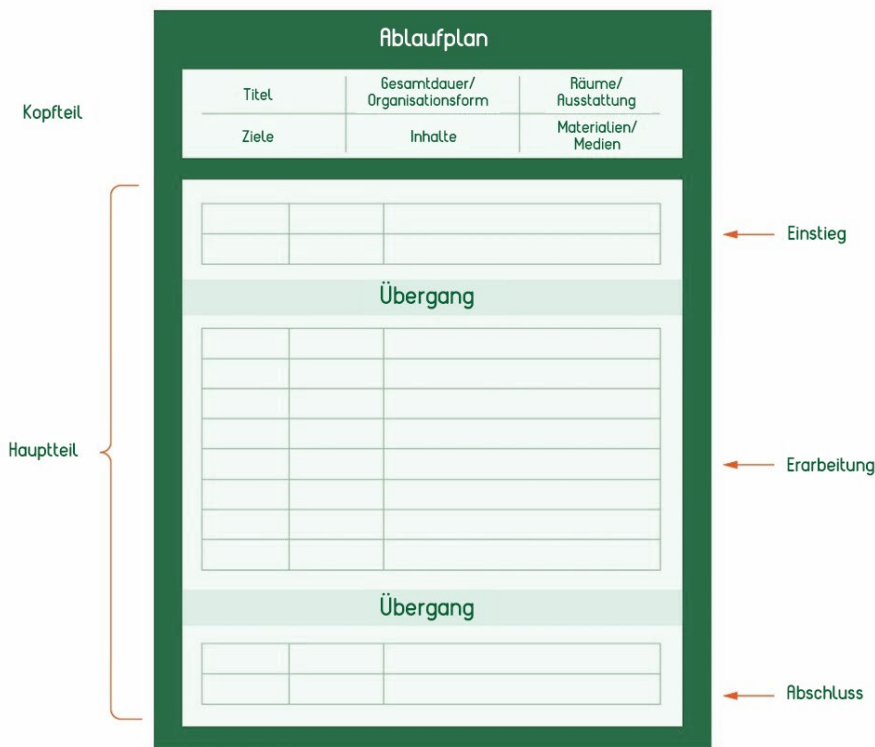 Ablaufplan
Kopfteil
Titel
Gesamtdauer/
Organisationsform
Räume/
Ausstattung
Ziele
Inhalte
Materialien/
Medien
Einstieg
Übergang
Hauptteil
Erarbeitung
Übergang
Abschluss